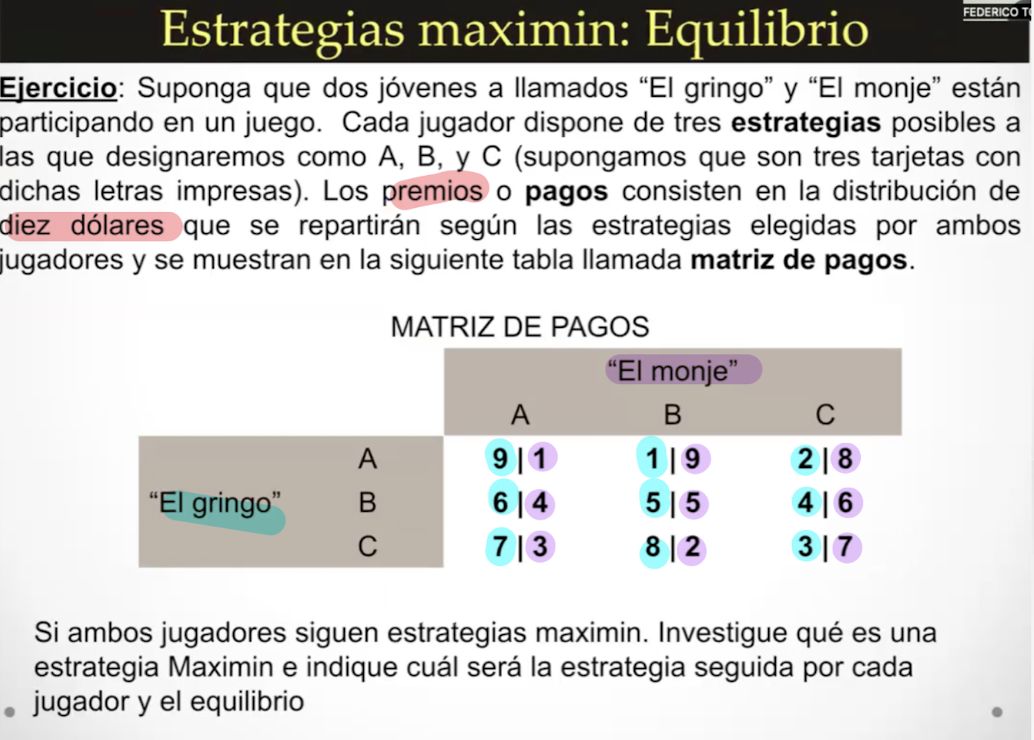 Estrategias maximin: Equilibrio
FEDERICO
Ejercicio: Suponga que dos jóvenes a llamados “El gringo” y “El monje” están
participando en un juego. Cada jugador dispone de tres estrategias posibles a
las que designaremos como A, B, y C (supongamos que son tres tarjetas con
dichas letras impresas). Los premios o pagos consisten en la distribución de
diez dólares que se repartirán según las estrategias elegidas por ambos
jugadores y se muestran en la siguiente tabla llamada matriz de pagos.
MATRIZ DE PAGOS
“El monje”
A B C
A 9|1 1|9 2|8
“El gringo” B 6|4 5|5 4|6
C 7|3 8|2 3|7
Si ambos jugadores siguen estrategias maximin. Investigue qué es una
estrategia Maximin e indique cuál será la estrategia seguida por cada
jugador y el equilibrio